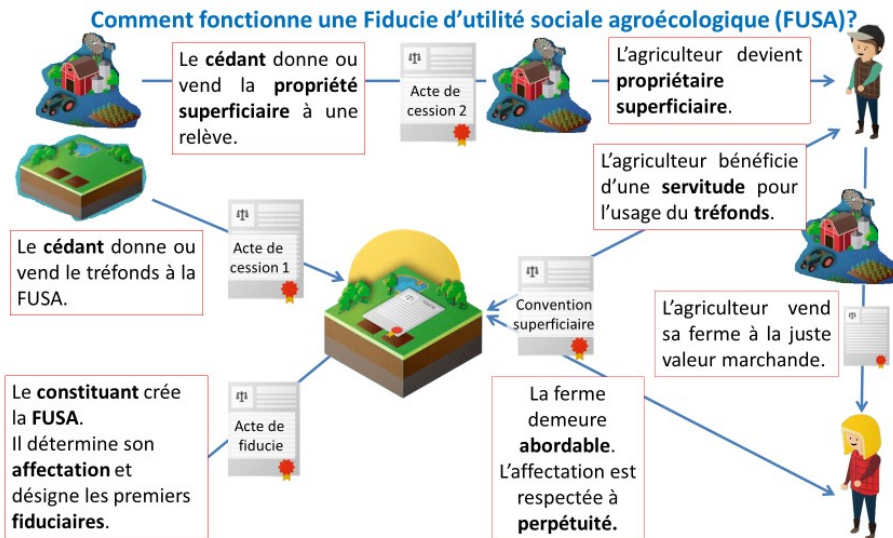 Comment fonctionne une Fiducie d'utilité sociale agroécologique (FUSA)?
Le cédant donne ou
vend la propriété
superficiaire à une
relève.
Acte de
cession 2
L'agriculteur devient
propriétaire
superficiaire.
L'agriculteur bénéficie
d'une servitude pour
l'usage du tréfonds.
Le cédant donne ou
vend le tréfonds à la
FUSA.
Acte de
cession 1
Convention
superficiaire
L'agriculteur vend
sa ferme à la juste
valeur marchande.
Le constituant crée
la FUSA.
Il détermine son
affectation et
désigne les premiers
fiduciaires.
Acte de
fiducie
La ferme
demeure
abordable.
L'affectation est
respectée à
perpétuité.